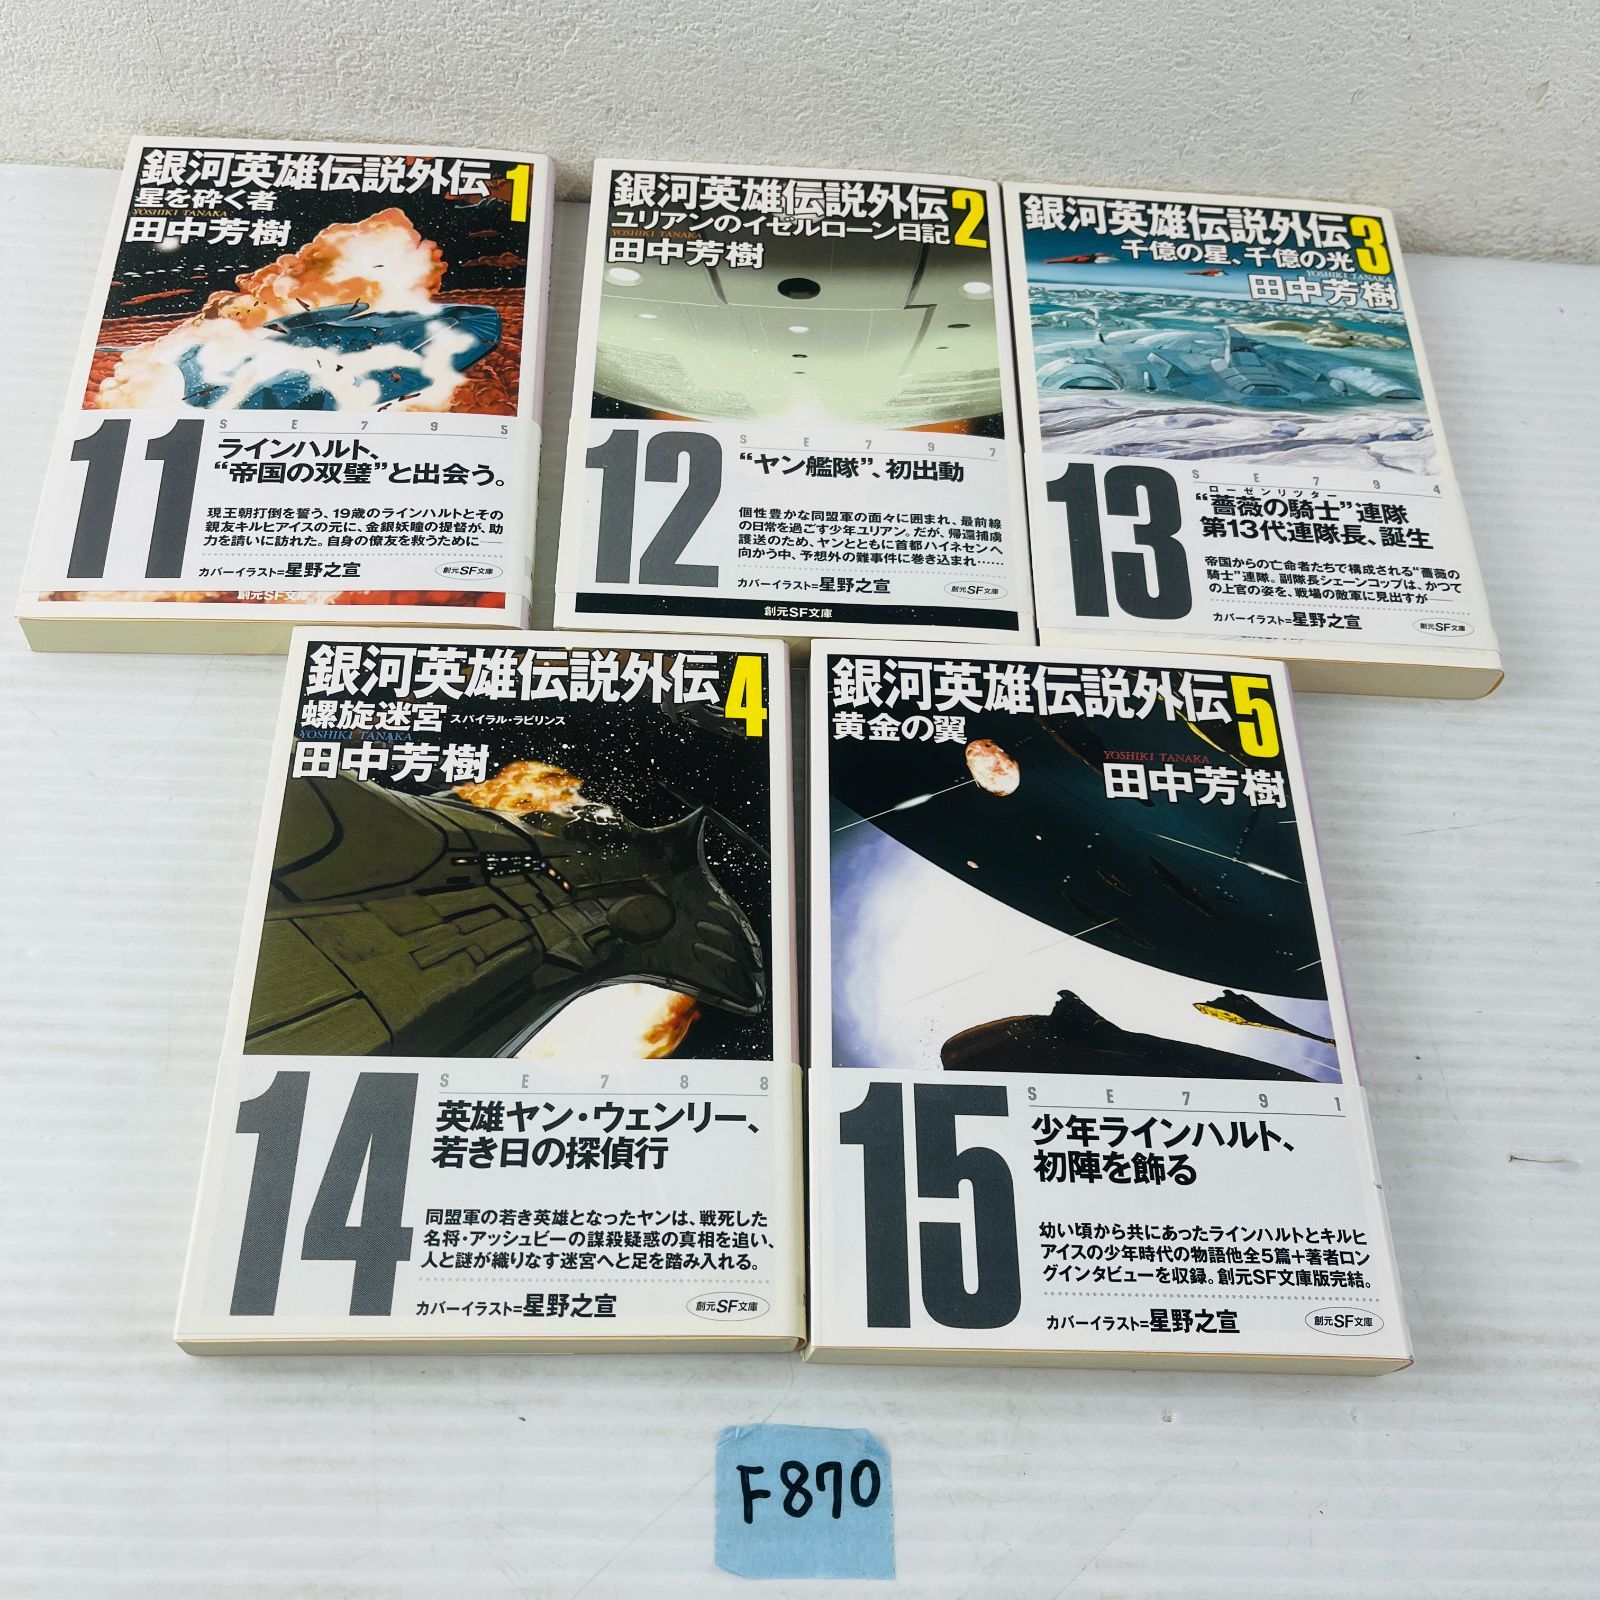 銀河英雄伝説外伝 1
星を砕く者
YOSHIKI TANAKA
田中芳樹
11
SE795
ラインハルト、
“帝国の双璧”と出会う。
現王朝打倒を誓う、19歳のラインハルトとその
親友キルヒアイスの元に、金銀妖瞳の提督が、助
力を請いに訪れた。自身の僚友を救うために──
カバーイラスト=星野之宣
創元SF文庫
創元SF文庫
銀河英雄伝説外伝 2
ユリアンのイゼルローン日記
YOSHIKI TANAKA
田中芳樹
12
SE797
“ヤン艦隊”、初出動
個性豊かな同盟軍の面々に囲まれ、最前線
の日常を過ごす少年ユリアン。だが、帰還捕虜
護送のため、ヤンとともに首都ハイネセンへ
向かう中、予想外の難事件に巻き込まれ……
カバーイラスト=星野之宣
創元SF文庫
創元SF文庫
銀河英雄伝説外伝 3
千億の星、千億の光
YOSHIKI TANAKA
田中芳樹
13
SE794
ローゼンリッター
“薔薇の騎士”連隊
第13代連隊長、誕生
帝国からの亡命者たちで構成される“薔薇の
騎士”連隊。副隊長シェーンコップは、かつて
の上官の姿を、戦場の敵軍に見出すが──
カバーイラスト=星野之宣
創元SF文庫
銀河英雄伝説外伝 4
螺旋迷宮 スパイラル・ラビリンス
YOSHIKI TANAKA
田中芳樹
14
SE788
英雄ヤン・ウェンリー、
若き日の探偵行
同盟軍の若き英雄となったヤンは、戦死した
名将・アッシュビーの謀殺疑惑の真相を追い、
人と謎が織りなす迷宮へと足を踏み入れる。
カバーイラスト=星野之宣
創元SF文庫
銀河英雄伝説外伝 5
黄金の翼
YOSHIKI TANAKA
田中芳樹
15
SE791
少年ラインハルト、
初陣を飾る
幼い頃から共にあったラインハルトとキルヒ
アイスの少年時代の物語他全5篇+著者ロン
グインタビューを収録。創元SF文庫版完結。
カバーイラスト=星野之宣
創元SF文庫
F870